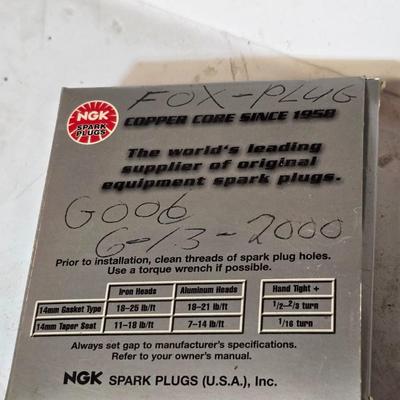 FOX-PLUG
NGK
SPARK
PLUGS
COPPER CORE SINCE 1958
The world's leading
supplier of original
equipment spark plugs.
G006
6-13-2000
Prior to installation, clean threads of spark plug holes.
Use a torque wrench if possible.
Iron Heads Aluminum Heads Hand Tight +
14mm Gasket Type 18-25 lb/ft 18-21 lb/ft 1/2-2/3 turn
14mm Taper Seat 11-18 lb/ft 7-14 lb/ft 1/16 turn
Always set gap to manufacturer's specifications.
Refer to your owner's manual.
NGK SPARK PLUGS (U.S.A.), Inc.